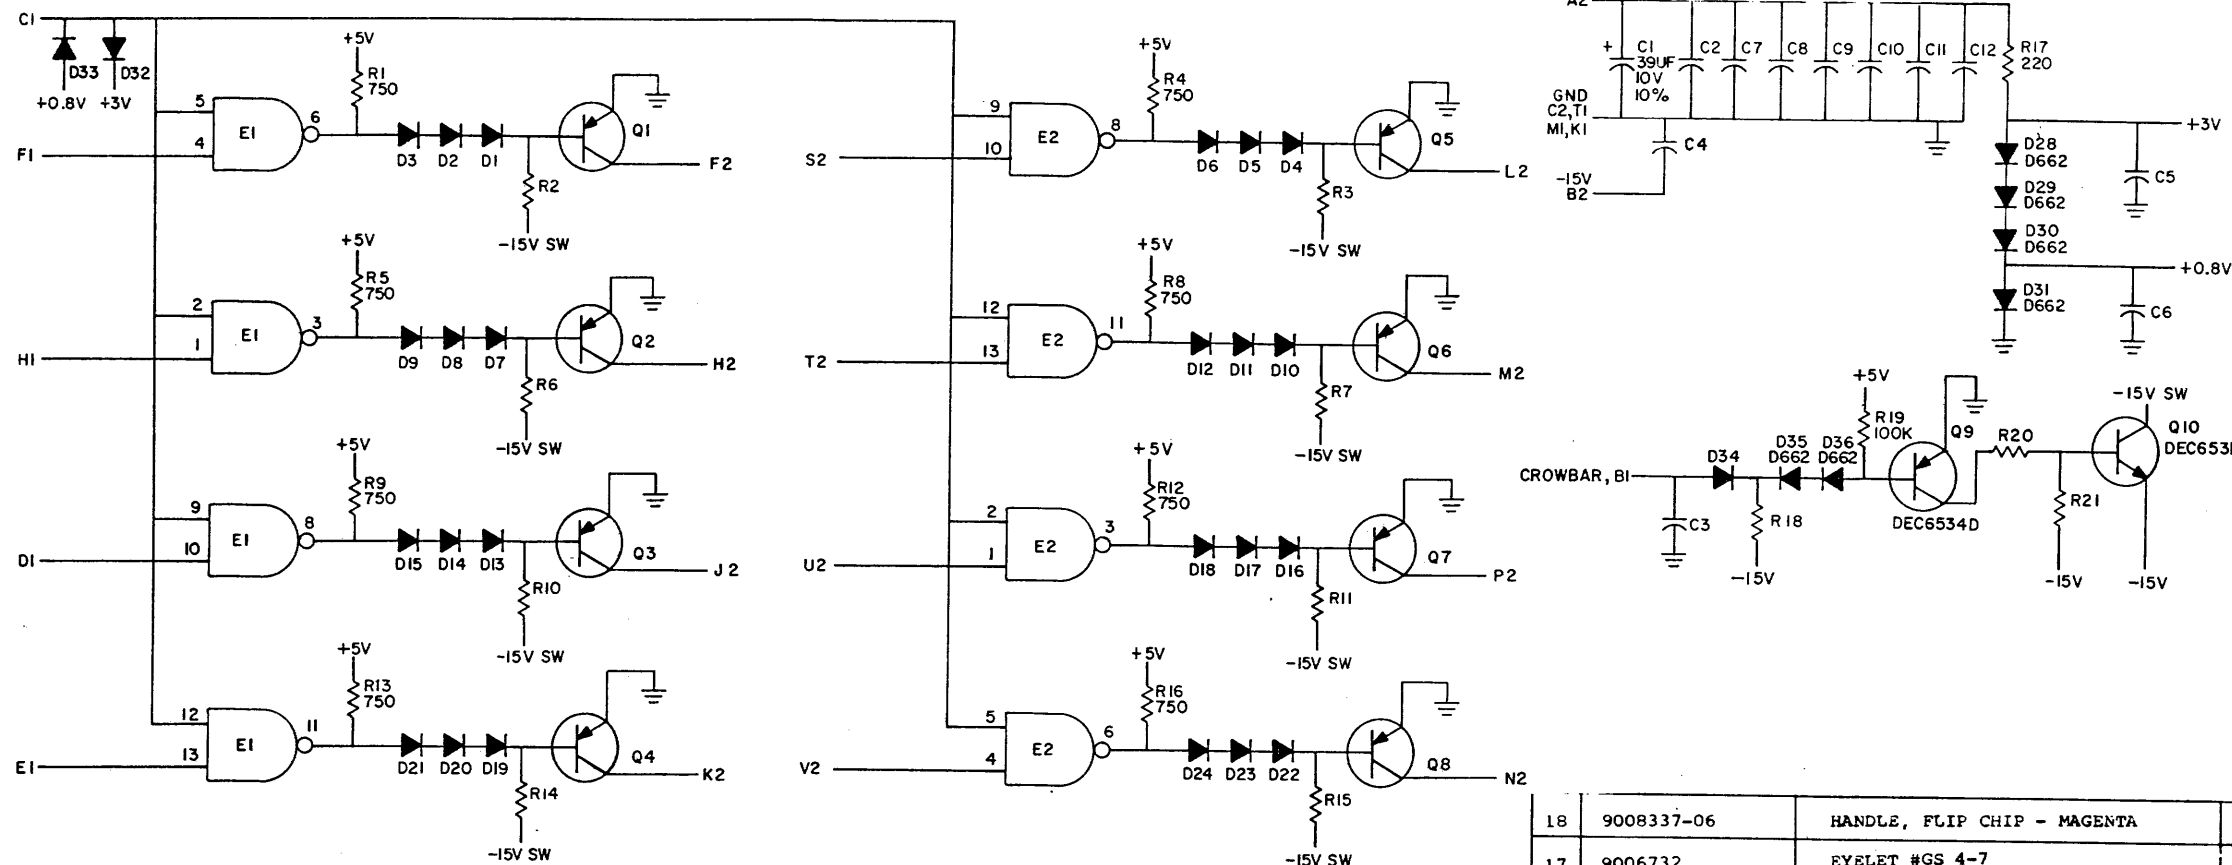 C1
D33
D32
+0.8V
+3V
+5V
R1
750
5
4
E1
6
F1
D3
D2
D1
Q1
R2
F2
-15V SW
+5V
R5
750
2
1
E1
3
H1
D9
D8
D7
Q2
R6
H2
-15V SW
+5V
R9
750
9
10
E1
8
D1
D15
D14
D13
Q3
R10
J2
-15V SW
+5V
R13
750
12
13
E1
11
E1
D21
D20
D19
Q4
R14
K2
-15V SW
+5V
R4
750
9
10
E2
8
S2
D6
D5
D4
Q5
R3
L2
-15V SW
+5V
R8
750
12
13
E2
11
T2
D12
D11
D10
Q6
R7
M2
-15V SW
+5V
R12
750
2
1
E2
3
U2
D18
D17
D16
Q7
R11
P2
-15V SW
+5V
R16
750
5
4
E2
6
V2
D24
D23
D22
Q8
R15
N2
-15V SW
A2
+
C1
39UF
10V
10%
C2
C7
C8
C9
C10
C11
C12
R17
220
GND
C2,T1
M1,K1
C4
-15V
B2
+3V
D28
D662
D29
D662
D30
D662
C5
+0.8V
D31
D662
C6
CROWBAR, B1
C3
D34
R18
-15V
D35
D662
D36
D662
+5V
R19
100K
Q9
DEC6534D
R20
R21
-15V
-15V SW
Q10
-15V
18 9008337-06 HANDLE, FLIP CHIP - MAGENTA
17 9006732 EYELET #GS 4-7